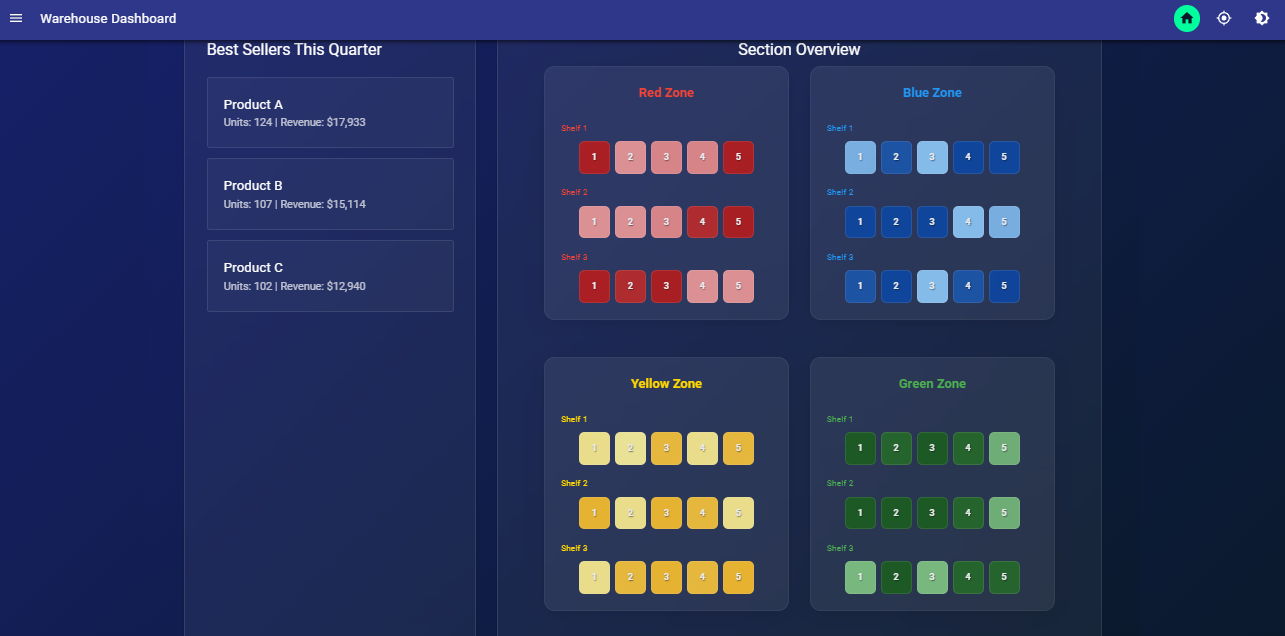 Warehouse Dashboard
Best Sellers This Quarter
Product A
Units: 124 | Revenue: $17,933
Product B
Units: 107 | Revenue: $15,114
Product C
Units: 102 | Revenue: $12,940
Section Overview
Red Zone
Shelf 1
1 2 3 4 5
Shelf 2
1 2 3 4 5
Shelf 3
1 2 3 4 5
Blue Zone
Shelf 1
1 2 3 4 5
Shelf 2
1 2 3 4 5
Shelf 3
1 2 3 4 5
Yellow Zone
Shelf 1
1 2 3 4 5
Shelf 2
1 2 3 4 5
Shelf 3
1 2 3 4 5
Green Zone
Shelf 1
1 2 3 4 5
Shelf 2
1 2 3 4 5
Shelf 3
1 2 3 4 5